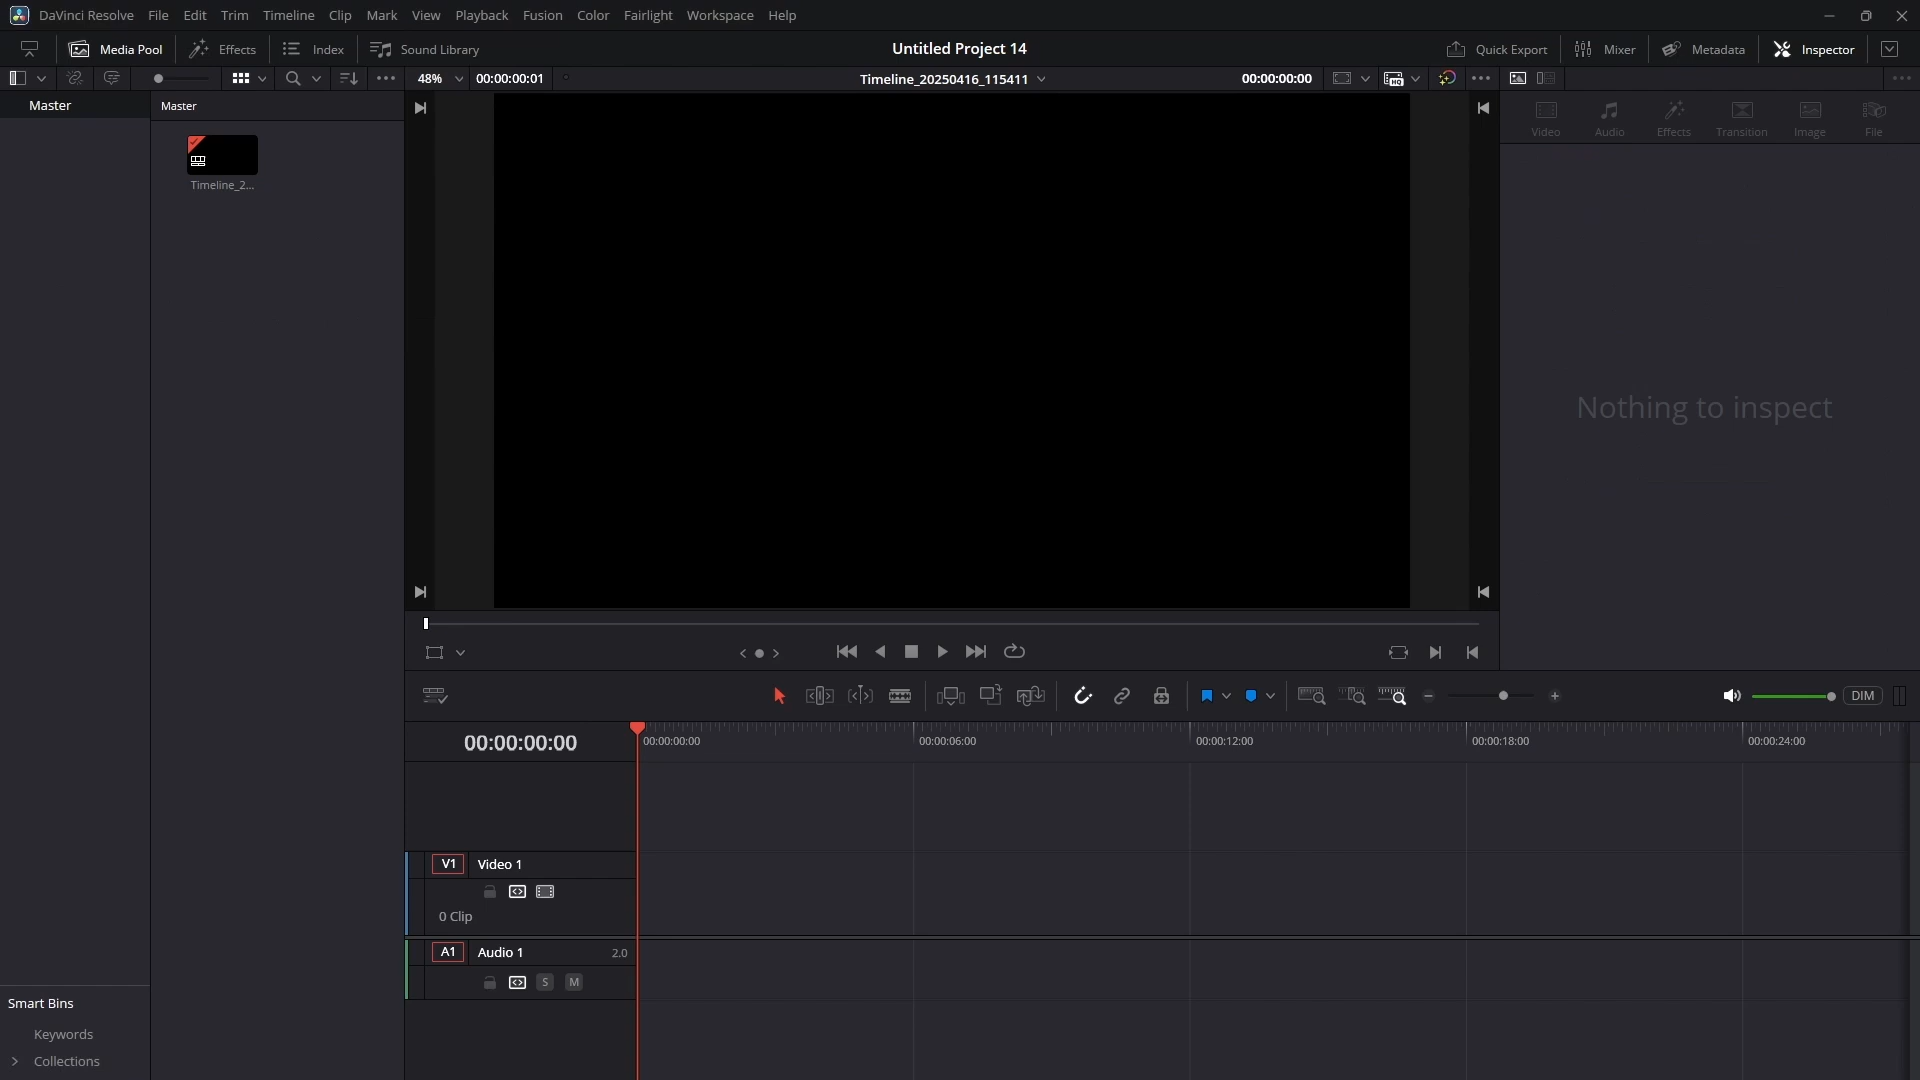 DaVinci Resolve File Edit Trim Timeline Clip Mark View Playback Fusion Color Fairlight Workspace Help
Media Pool Effects Index Sound Library Untitled Project 14 Quick Export Mixer Metadata Inspector
48% 00:00:00:01 Timeline_20250416_115411 00:00:00:00
Master Master
Video Audio Effects Transition Image File
Timeline_2...
Nothing to inspect
DIM
00:00:00:00 00:00:00:00 00:00:06:00 00:00:12:00 00:00:18:00 00:00:24:00
V1 Video 1
0 Clip
A1 Audio 1 2.0
S M
Smart Bins
Keywords
Collections